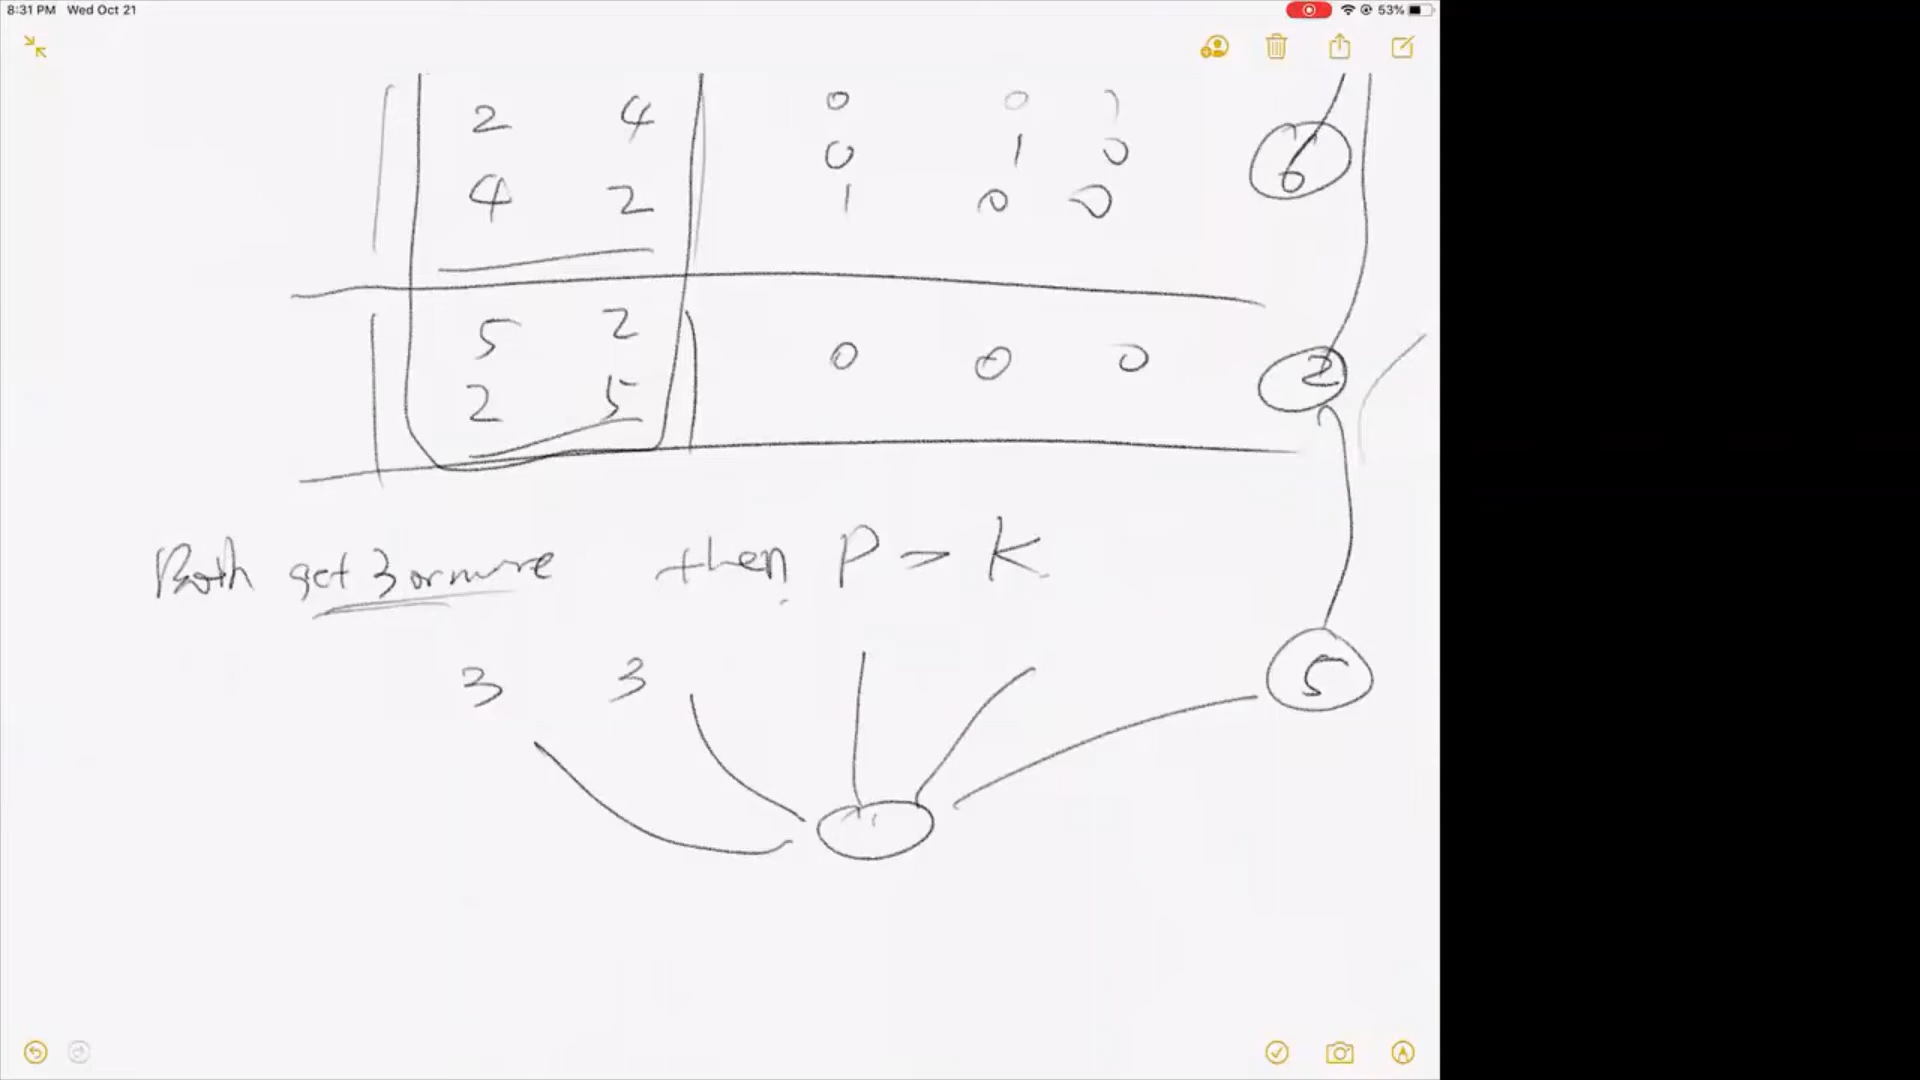 8:31 PM Wed Oct 21 53%
2 4 0 0
0 1 0 6
4 2 1 0 0
5 2
0 0 0 2
2 5
Both get 3 or more then P > K
3 3 5